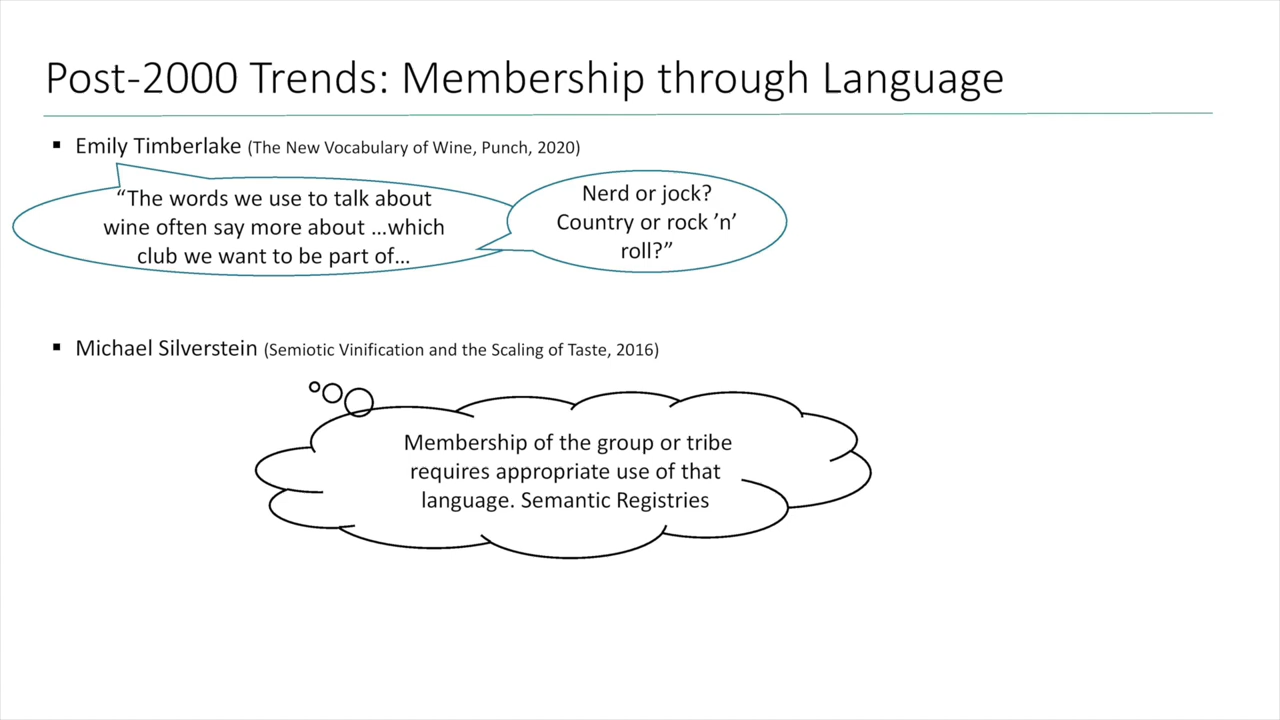 Post-2000 Trends: Membership through Language
▪ Emily Timberlake (The New Vocabulary of Wine, Punch, 2020)
“The words we use to talk about
wine often say more about …which
club we want to be part of…
Nerd or jock?
Country or rock ’n’
roll?”
▪ Michael Silverstein (Semiotic Vinification and the Scaling of Taste, 2016)
Membership of the group or tribe
requires appropriate use of that
language. Semantic Registries